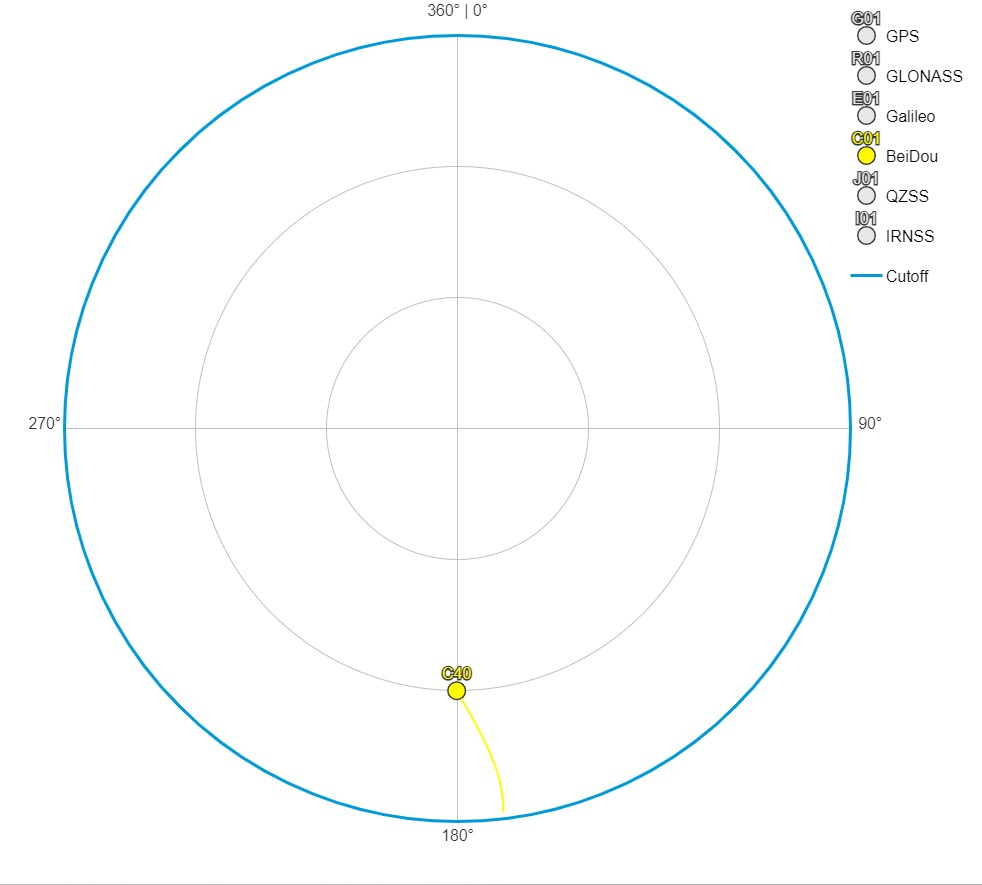 360° | 0°
G01
GPS
R01
GLONASS
E01
Galileo
C01
BeiDou
J01
QZSS
I01
IRNSS
Cutoff
270°
90°
C40
180°